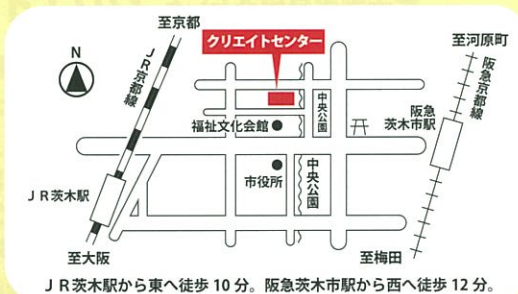 至京都
クリエイトセンター
至河原町
N
JR京都線
阪急京都線
中央公園
阪急
茨木市駅
福祉文化会館
市役所
中央公園
JR茨木駅
至大阪
至梅田
JR茨木駅から東へ徒歩10分。阪急茨木市駅から西へ徒歩12分。